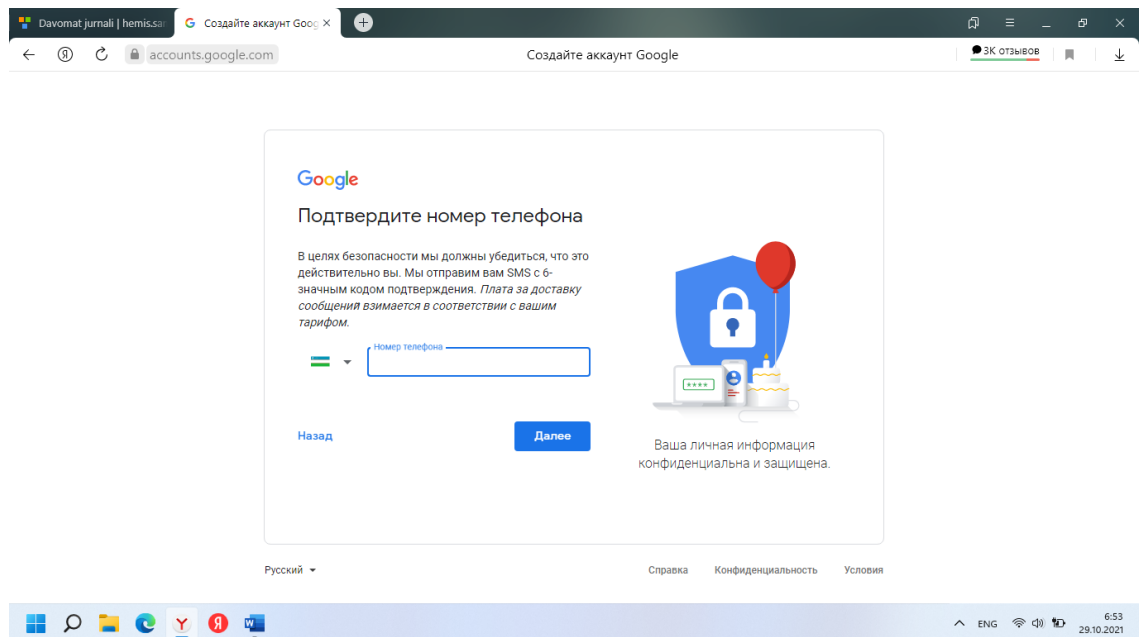 Davomat jurnali | hemis.sar
Создайте аккаунт Goog
accounts.google.com
Создайте аккаунт Google
3К отзывов
Google
Подтвердите номер телефона
В целях безопасности мы должны убедиться, что это
действительно вы. Мы отправим вам SMS с 6-
значным кодом подтверждения. Плата за доставку
сообщений взимается в соответствии с вашим
тарифом.
Номер телефона
Назад
Далее
Ваша личная информация
конфиденциальна и защищена.
Русский
Справка
Конфиденциальность
Условия
ENG
6:53
29.10.2021